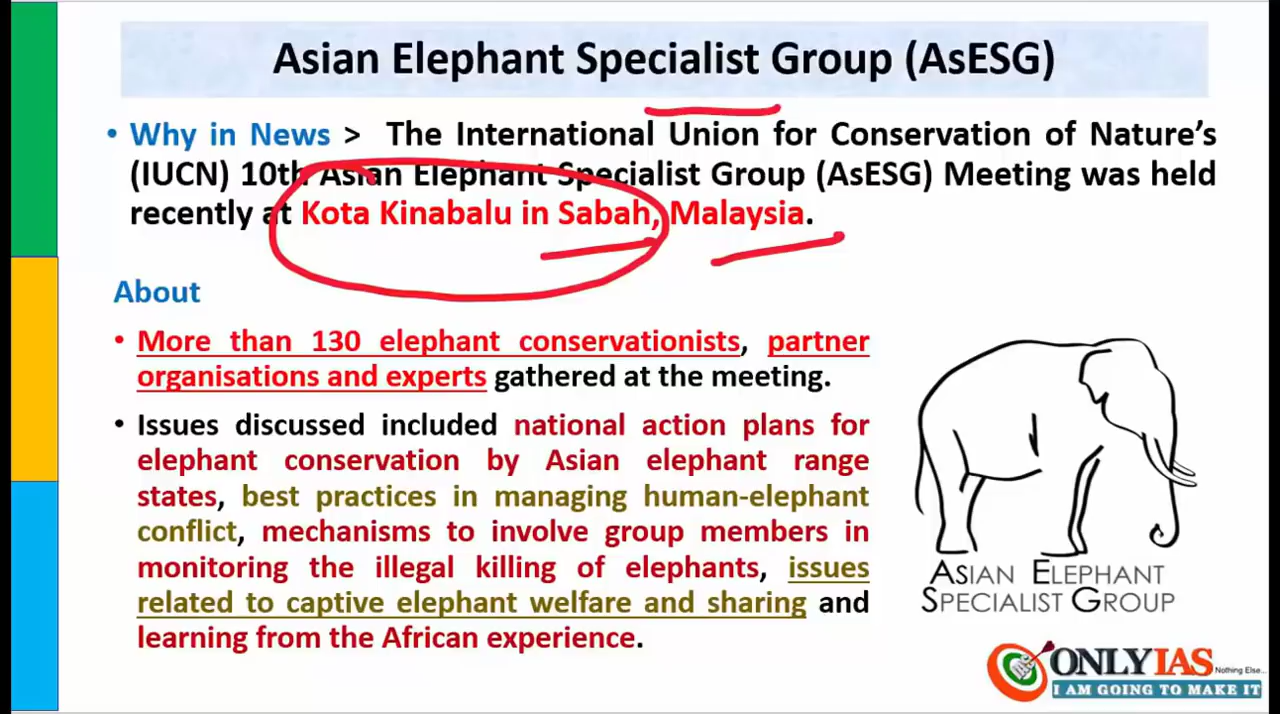 Asian Elephant Specialist Group (AsESG)
• Why in News > The International Union for Conservation of Nature's
(IUCN) 10th Asian Elephant Specialist Group (AsESG) Meeting was held
recently at Kota Kinabalu in Sabah, Malaysia.
About
• More than 130 elephant conservationists, partner
organisations and experts gathered at the meeting.
• Issues discussed included national action plans for
elephant conservation by Asian elephant range
states, best practices in managing human-elephant
conflict, mechanisms to involve group members in
monitoring the illegal killing of elephants, issues
related to captive elephant welfare and sharing and
learning from the African experience.
ASIAN ELEPHANT
SPECIALIST GROUP
ONLYIAS Nothing Else...
I AM GOING TO MAKE IT